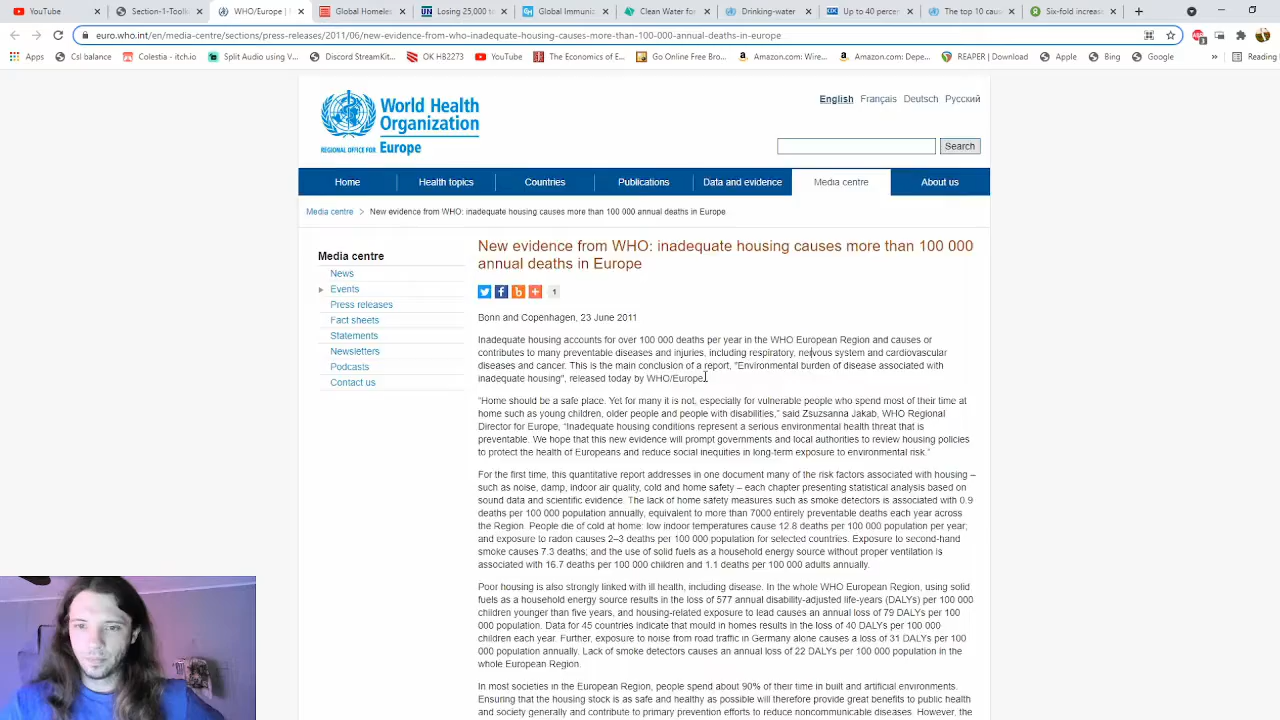 YouTube
Section-1-Toolk
WHO/Europe |
Global Homeles
Losing 25,000 to
Global Immuniz
Clean Water for
Drinking-water
Up to 40 percen
The top 10 caus
Six-fold increas
euro.who.int/en/media-centre/sections/press-releases/2011/06/new-evidence-from-who-inadequate-housing-causes-more-than-100-000-annual-deaths-in-europe
Apps
Csl balance
Colestia - itch.io
Split Audio using V...
Discord StreamKit...
OK HB2273
YouTube
The Economics of E...
Go Online Free Bro...
Amazon.com: Wire...
Amazon.com: Depe...
REAPER | Download
Apple
Bing
Google
»
Reading
World Health
Organization
REGIONAL OFFICE FOR Europe
English Français Deutsch Русский
Search
Home Health topics Countries Publications Data and evidence Media centre About us
Media centre > New evidence from WHO: inadequate housing causes more than 100 000 annual deaths in Europe
Media centre
News
Events
Press releases
Fact sheets
Statements
Newsletters
Podcasts
Contact us
New evidence from WHO: inadequate housing causes more than 100 000
annual deaths in Europe
1
Bonn and Copenhagen, 23 June 2011
Inadequate housing accounts for over 100 000 deaths per year in the WHO European Region and causes or
contributes to many preventable diseases and injuries, including respiratory, nervous system and cardiovascular
diseases and cancer. This is the main conclusion of a report, "Environmental burden of disease associated with
inadequate housing", released today by WHO/Europe.
"Home should be a safe place. Yet for many it is not, especially for vulnerable people who spend most of their time at
home such as young children, older people and people with disabilities," said Zsuzsanna Jakab, WHO Regional
Director for Europe, "Inadequate housing conditions represent a serious environmental health threat that is
preventable. We hope that this new evidence will prompt governments and local authorities to review housing policies
to protect the health of Europeans and reduce social inequities in long-term exposure to environmental risk."
For the first time, this quantitative report addresses in one document many of the risk factors associated with housing –
such as noise, damp, indoor air quality, cold and home safety – each chapter presenting statistical analysis based on
sound data and scientific evidence. The lack of home safety measures such as smoke detectors is associated with 0.9
deaths per 100 000 population annually, equivalent to more than 7000 entirely preventable deaths each year across
the Region. People die of cold at home: low indoor temperatures cause 12.8 deaths per 100 000 population per year;
and exposure to radon causes 2–3 deaths per 100 000 population for selected countries. Exposure to second-hand
smoke causes 7.3 deaths; and the use of solid fuels as a household energy source without proper ventilation is
associated with 16.7 deaths per 100 000 children and 1.1 deaths per 100 000 adults annually.
Poor housing is also strongly linked with ill health, including disease. In the whole WHO European Region, using solid
fuels as a household energy source results in the loss of 577 annual disability-adjusted life-years (DALYs) per 100 000
children younger than five years, and housing-related exposure to lead causes an annual loss of 79 DALYs per 100
000 population. Data for 45 countries indicate that mould in homes results in the loss of 40 DALYs per 100 000
children each year. Further, exposure to noise from road traffic in Germany alone causes a loss of 31 DALYs per 100
000 population annually. Lack of smoke detectors causes an annual loss of 22 DALYs per 100 000 population in the
whole European Region.
In most societies in the European Region, people spend about 90% of their time in built and artificial environments.
Ensuring that the housing stock is as safe and healthy as possible will therefore provide great benefits to public health
and society generally and contribute to primary prevention efforts to reduce noncommunicable diseases. However, the